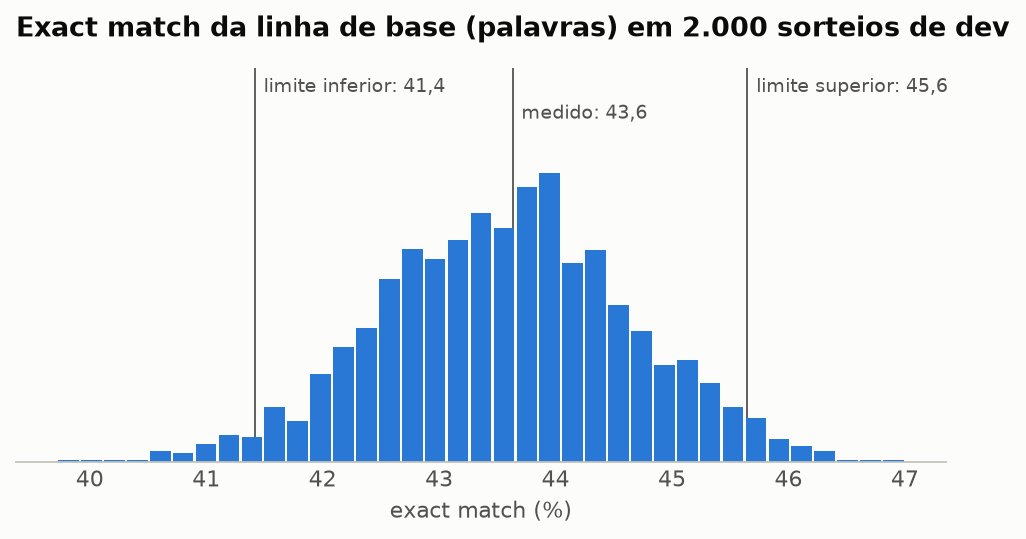 Exact match da linha de base (palavras) em 2.000 sorteios de dev
limite inferior: 41,4
limite superior: 45,6
medido: 43,6
40 41 42 43 44 45 46 47
exact match (%)